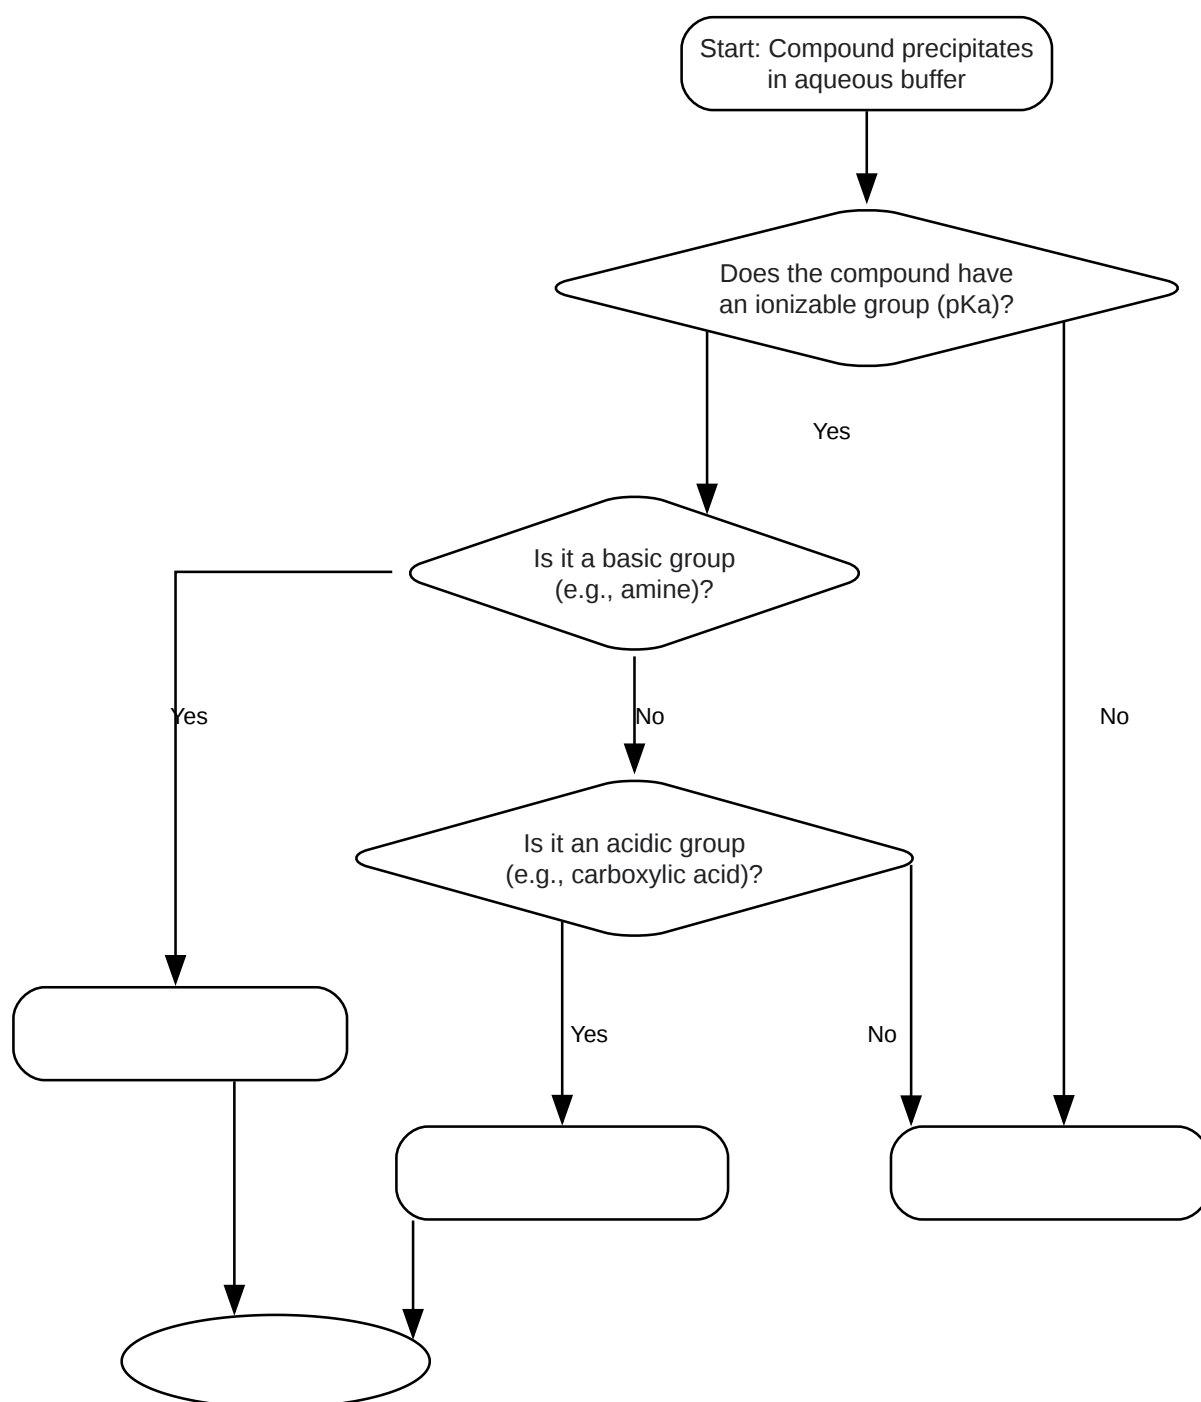 Start: Compound precipitates
in aqueous buffer
Does the compound have
an ionizable group (pKa)?
Yes
Is it a basic group
(e.g., amine)?
Yes
No
No
Is it an acidic group
(e.g., carboxylic acid)?
Yes
No